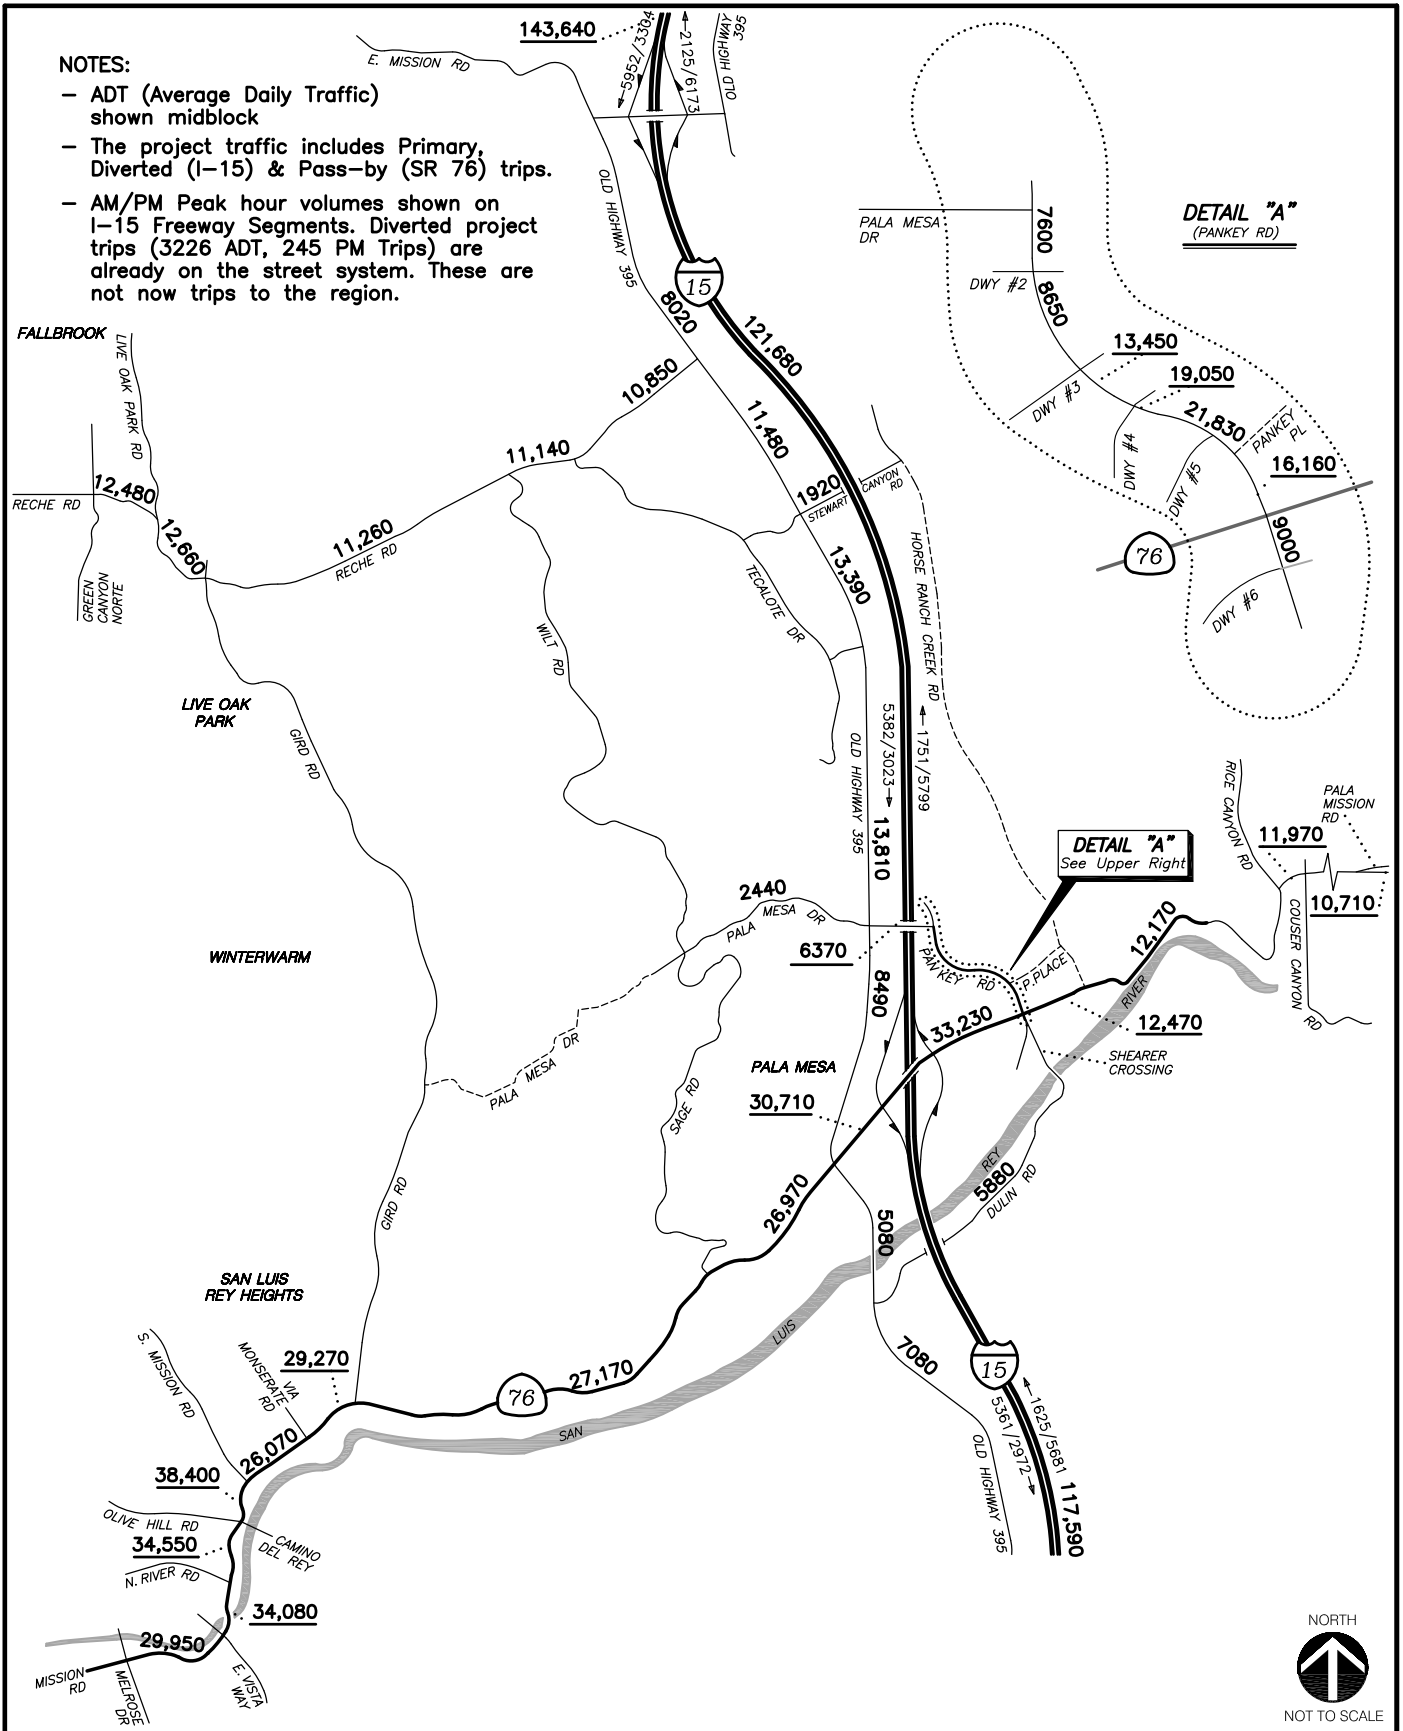 143,640
5952/3304
2125/6173
OLD HIGHWAY
395
E. MISSION RD
NOTES:
– ADT (Average Daily Traffic)
shown midblock
– The project traffic includes Primary,
Diverted (I–15) & Pass–by (SR 76) trips.
– AM/PM Peak hour volumes shown on
I–15 Freeway Segments. Diverted project
trips (3226 ADT, 245 PM Trips) are
already on the street system. These are
not now trips to the region.
OLD HIGHWAY 395
15
8020
121,680
PALA MESA
DR
7600
DETAIL "A"
(PANKEY RD)
DWY #2
8650
13,450
DWY #3
19,050
DWY #4
21,830
DWY #5
PANKEY
PL
16,160
76
9000
DWY #6
FALLBROOK
LIVE OAK PARK RD
10,850
11,480
11,140
12,480
RECHE RD
12,660
11,260
RECHE RD
GREEN
CANYON
NORTE
1920
STEWART
CANYON
RD
13,390
TECALOTE DR
HORSE RANCH CREEK RD
WILT RD
LIVE OAK
PARK
GIRD RD
OLD HIGHWAY 395
5382/3023
1751/5799
13,810
RICE CANYON RD
PALA
MISSION
RD
11,970
10,710
COUSER CANYON
RD
DETAIL "A"
See Upper Right
2440
PALA MESA DR
6370
PANKEY RD
P.PLACE
12,170
RIVER
WINTERWARM
8490
33,230
12,470
SHEARER
CROSSING
PALA MESA DR
PALA MESA
30,710
SAGE RD
REY
5880
DULIN RD
26,970
GIRD RD
5080
SAN LUIS
REY HEIGHTS
LUIS
7080
15
S. MISSION RD
MONSERATE
VIA
RD
29,270
76
27,170
SAN
1625/5681
5361/2972
117,590
OLD HIGHWAY 395
26,070
38,400
OLIVE HILL RD
34,550
CAMINO
DEL REY
N. RIVER RD
34,080
29,950
MISSION
RD
MELROSE
DR
E. VISTA
WAY
NORTH
NOT TO SCALE